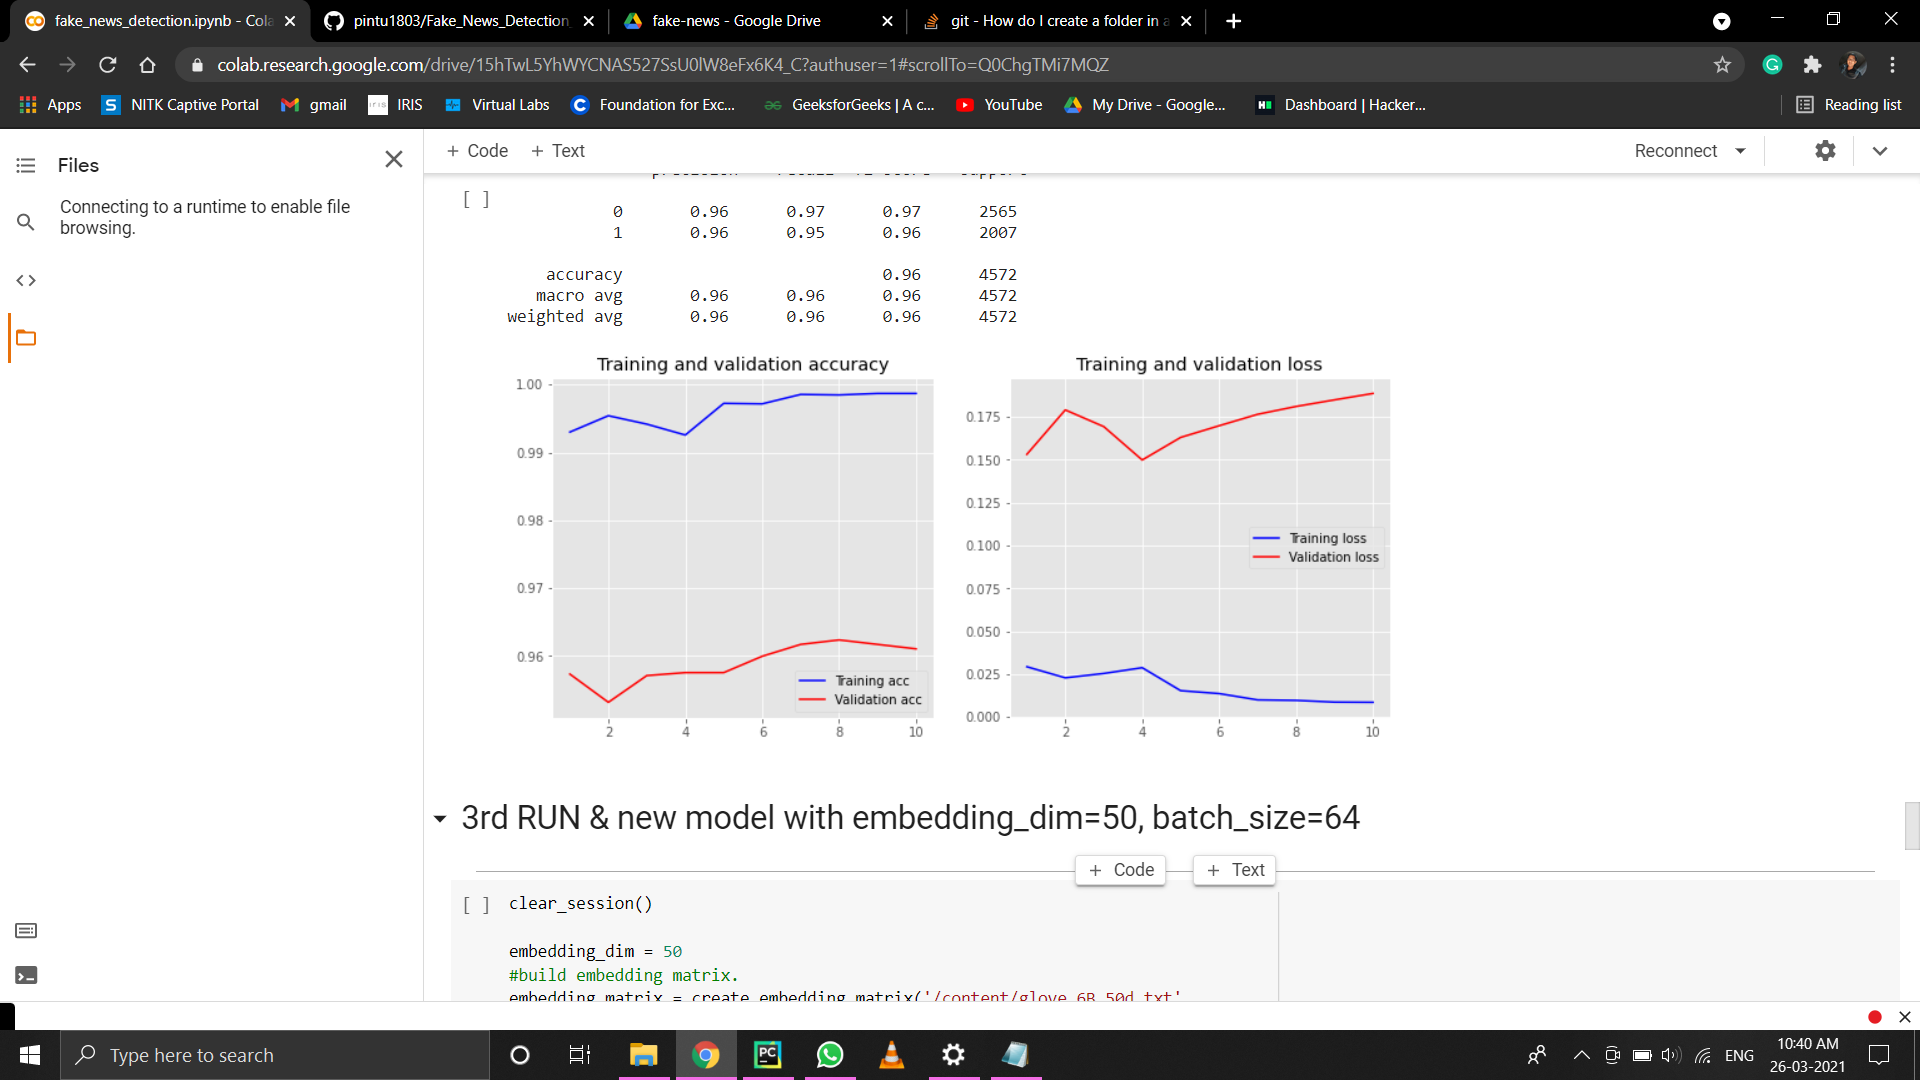 fake_news_detection.ipynb - Cola
pintu1803/Fake_News_Detection
fake-news - Google Drive
git - How do I create a folder in a
colab.research.google.com/drive/15hTwL5YhWYCNAS527SsU0lW8eFx6K4_C?authuser=1#scrollTo=Q0ChgTMi7MQZ
Apps
NITK Captive Portal
gmail
IRIS
Virtual Labs
Foundation for Exc...
GeeksforGeeks | A c...
YouTube
My Drive - Google...
Dashboard | Hacker...
Reading list
Files
Connecting to a runtime to enable file
browsing.
+ Code + Text
Reconnect
precision recall f1-score support
[ ]
0 0.96 0.97 0.97 2565
1 0.96 0.95 0.96 2007
accuracy 0.96 4572
macro avg 0.96 0.96 0.96 4572
weighted avg 0.96 0.96 0.96 4572
Training and validation accuracy
1.00
0.99
0.98
0.97
0.96
Training acc
Validation acc
2 4 6 8 10
Training and validation loss
0.175
0.150
0.125
0.100
0.075
0.050
0.025
0.000
Training loss
Validation loss
2 4 6 8 10
3rd RUN & new model with embedding_dim=50, batch_size=64
+ Code + Text
[ ] clear_session()
embedding_dim = 50
#build embedding matrix.
embedding_matrix = create_embedding_matrix('/content/glove.6B.50d.txt'
Type here to search
ENG
10:40 AM
26-03-2021